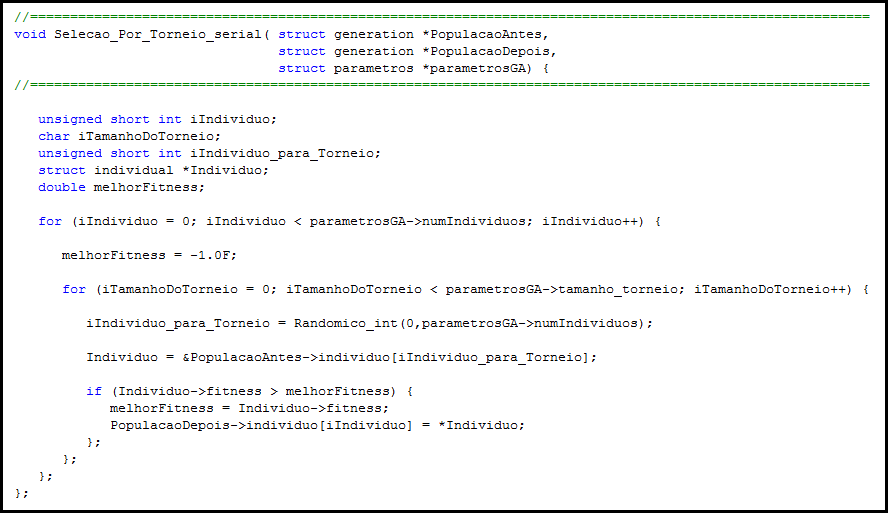 //=========================================================================================================
void Selecao_Por_Torneio_serial( struct generation *PopulacaoAntes,
                                 struct generation *PopulacaoDepois,
                                 struct parametros *parametrosGA) {
//=========================================================================================================
   unsigned short int iIndividuo;
   char iTamanhoDoTorneio;
   unsigned short int iIndividuo_para_Torneio;
   struct individual *Individuo;
   double melhorFitness;
   for (iIndividuo = 0; iIndividuo < parametrosGA->numIndividuos; iIndividuo++) {
      melhorFitness = -1.0F;
      for (iTamanhoDoTorneio = 0; iTamanhoDoTorneio < parametrosGA->tamanho_torneio; iTamanhoDoTorneio++) {
         iIndividuo_para_Torneio = Randomico_int(0,parametrosGA->numIndividuos);
         Individuo = &PopulacaoAntes->individuo[iIndividuo_para_Torneio];
         if (Individuo->fitness > melhorFitness) {
            melhorFitness = Individuo->fitness;
            PopulacaoDepois->individuo[iIndividuo] = *Individuo;
         };
      };
   };
};